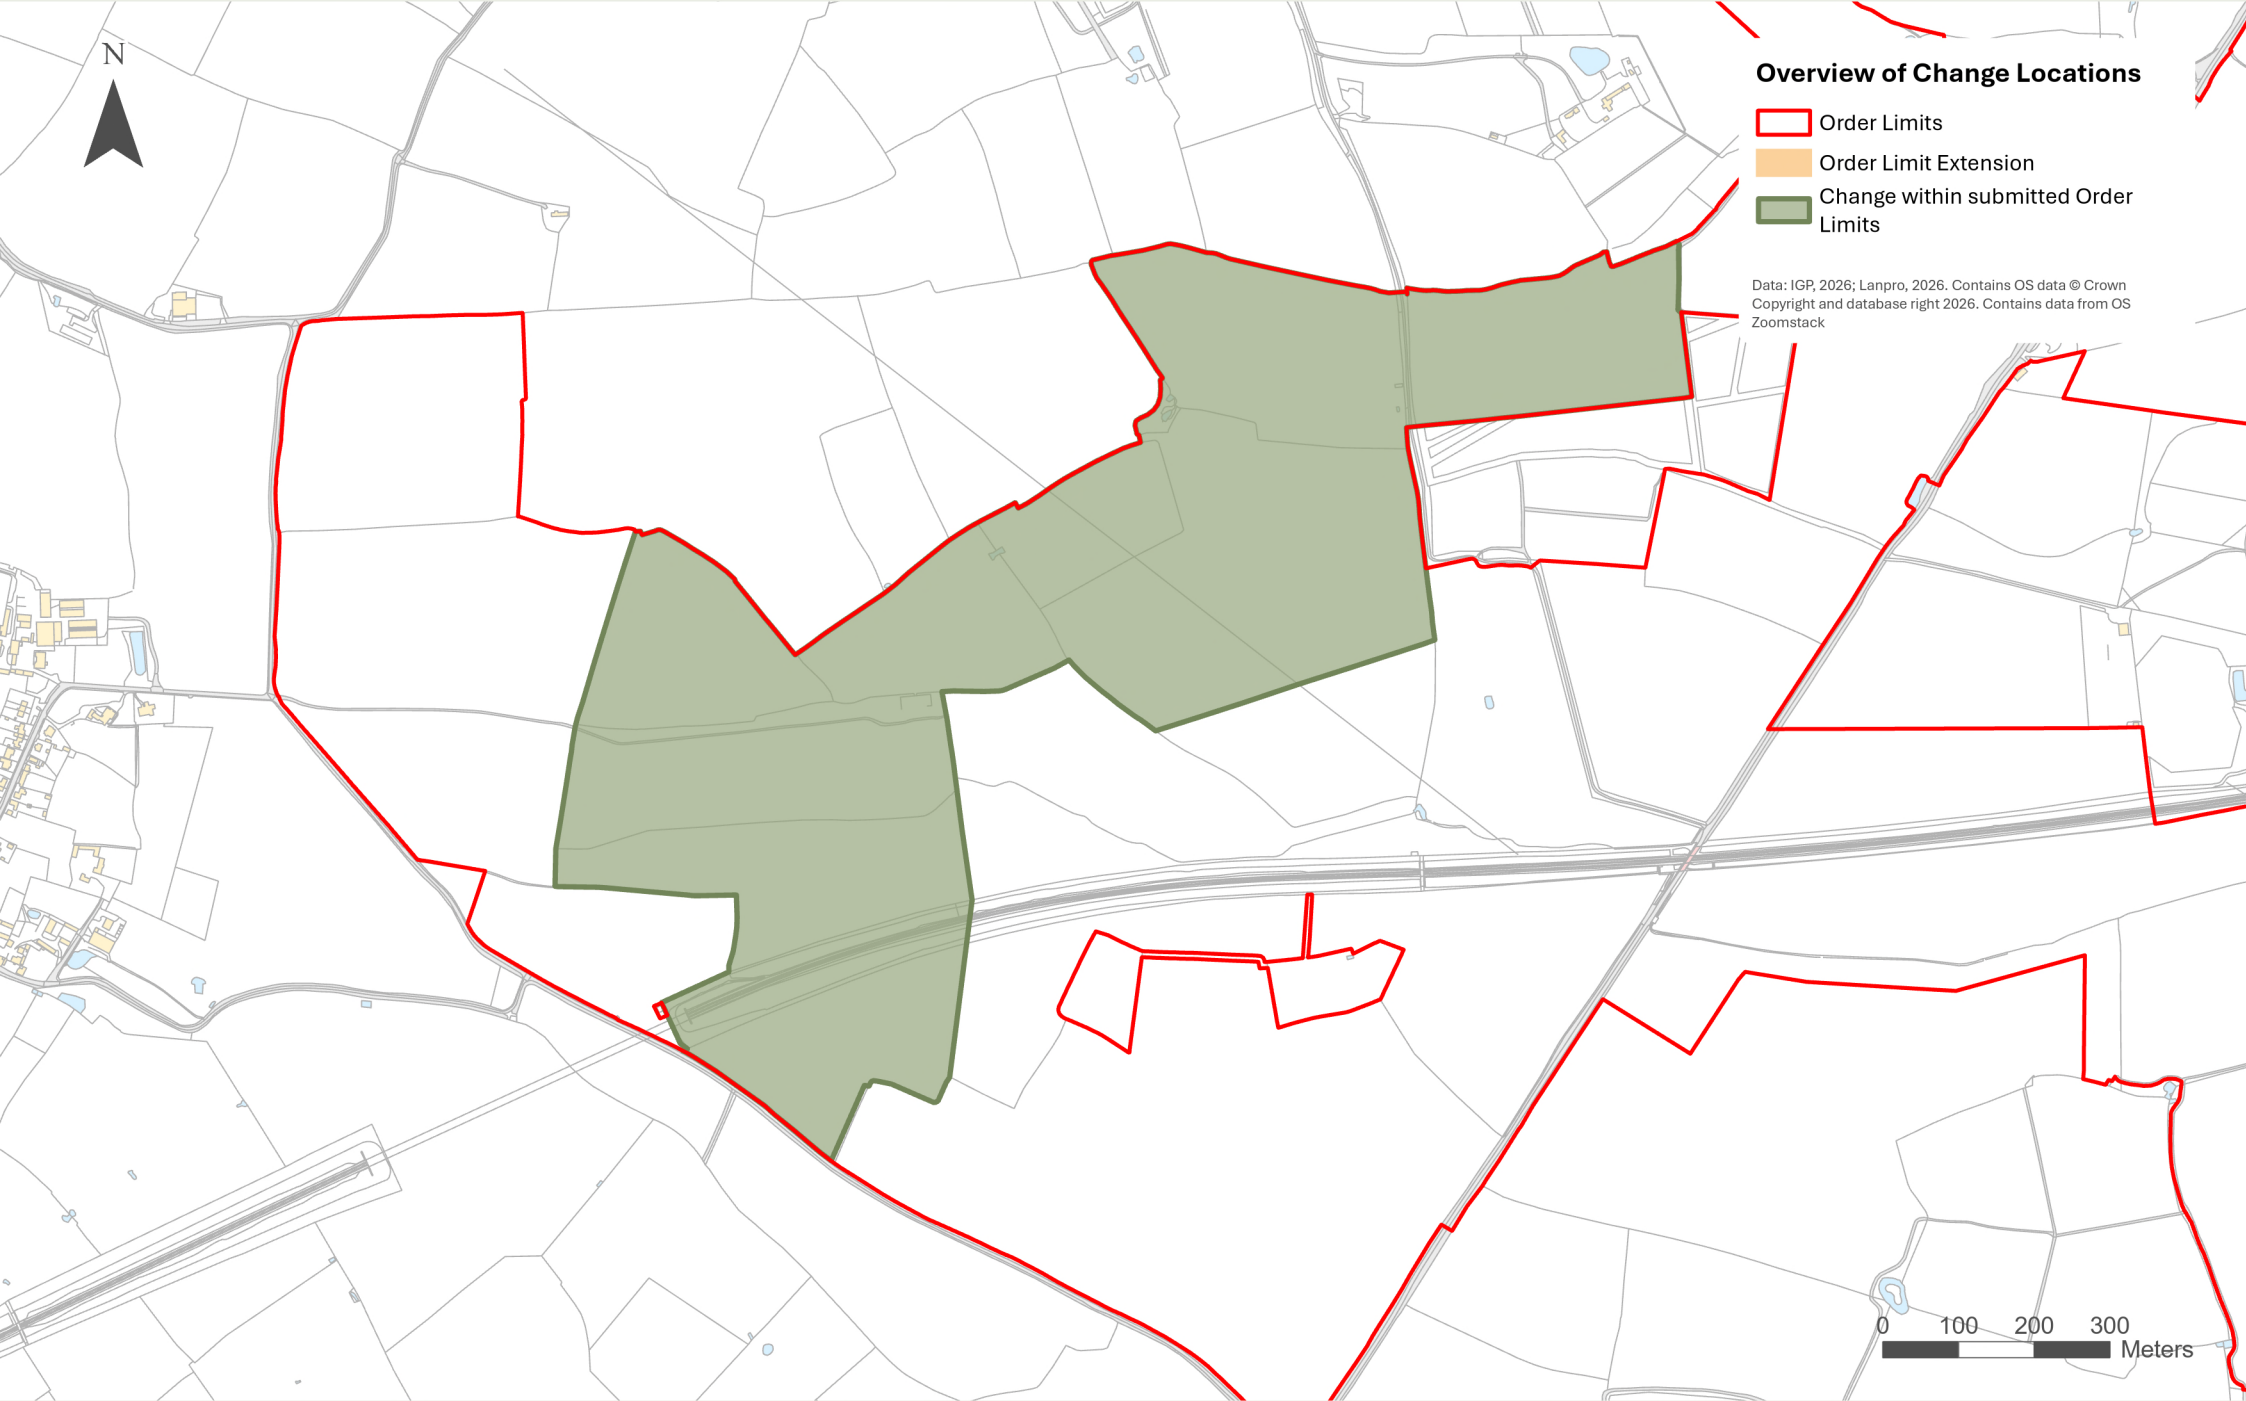 N
Overview of Change Locations
Order Limits
Order Limit Extension
Change within submitted Order
Limits
Data: IGP, 2026; Lanpro, 2026. Contains OS data © Crown
Copyright and database right 2026. Contains data from OS
Zoomstack
0 100 200 300
Meters